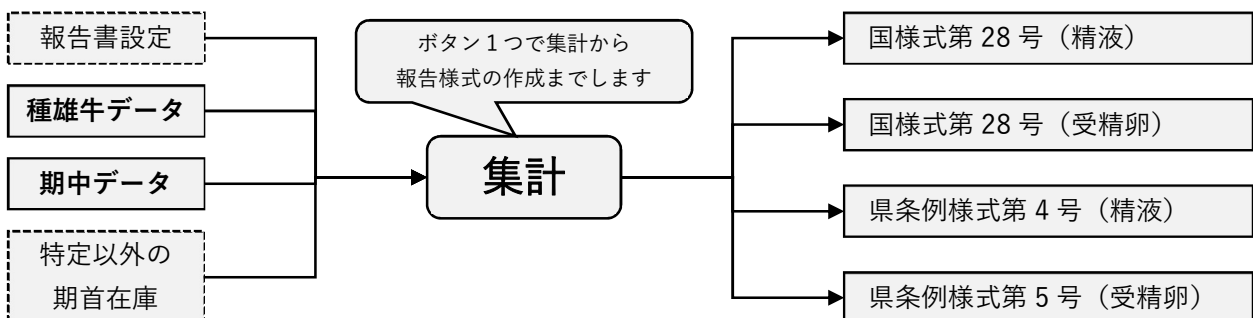 報告書設定
種雄牛データ
期中データ
特定以外の
期首在庫
ボタン１つで集計から
報告様式の作成までします
集計
国様式第 28 号（精液）
国様式第 28 号（受精卵）
県条例様式第 4 号（精液）
県条例様式第 5 号（受精卵）